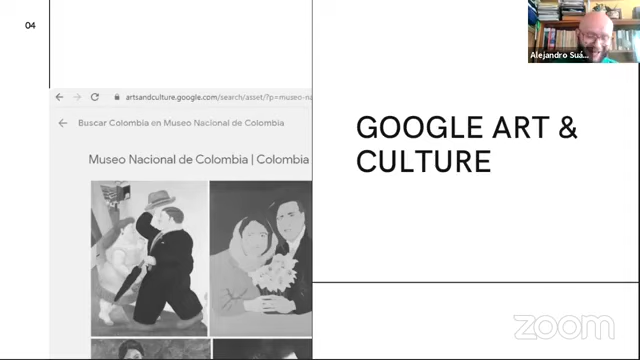 04
Alejandro Suá...
artsandculture.google.com/search/asset/?p=museo-na
Buscar Colombia en Museo Nacional de Colombia
Museo Nacional de Colombia | Colombia
GOOGLE ART &
CULTURE
zoom